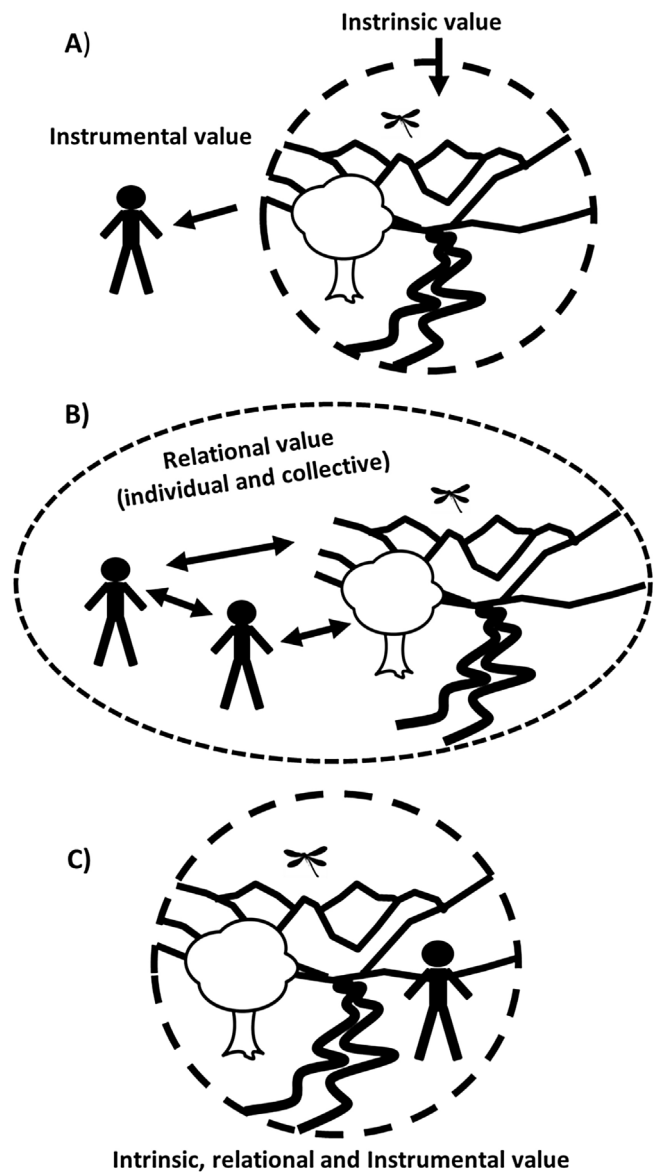 A)
Instrinsic value
Instrumental value
B)
Relational value
(individual and collective)
C)
Intrinsic, relational and Instrumental value